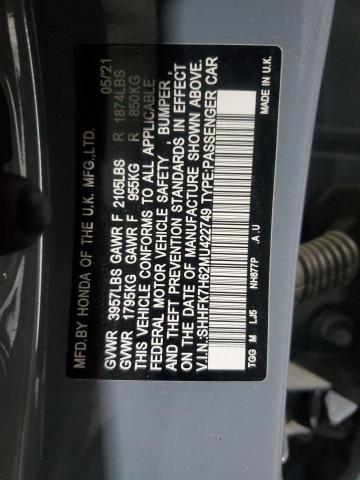 MFD.BY HONDA OF THE U.K. MFG.,LTD. 05/21
GVWR 3957LBS GAWR F 2105LBS R 1874LBS
GVWR 1795KG GAWR F 955KG R 850KG
THIS VEHICLE CONFORMS TO ALL APPLICABLE
FEDERAL MOTOR VEHICLE SAFETY, BUMPER,
AND THEFT PREVENTION STANDARDS IN EFFECT
ON THE DATE OF MANUFACTURE SHOWN ABOVE.
V.I.N.:SHHFK7H62MU422749 TYPE:PASSENGER CAR
TGG M LJ5 NH877P A U MADE IN U.K.